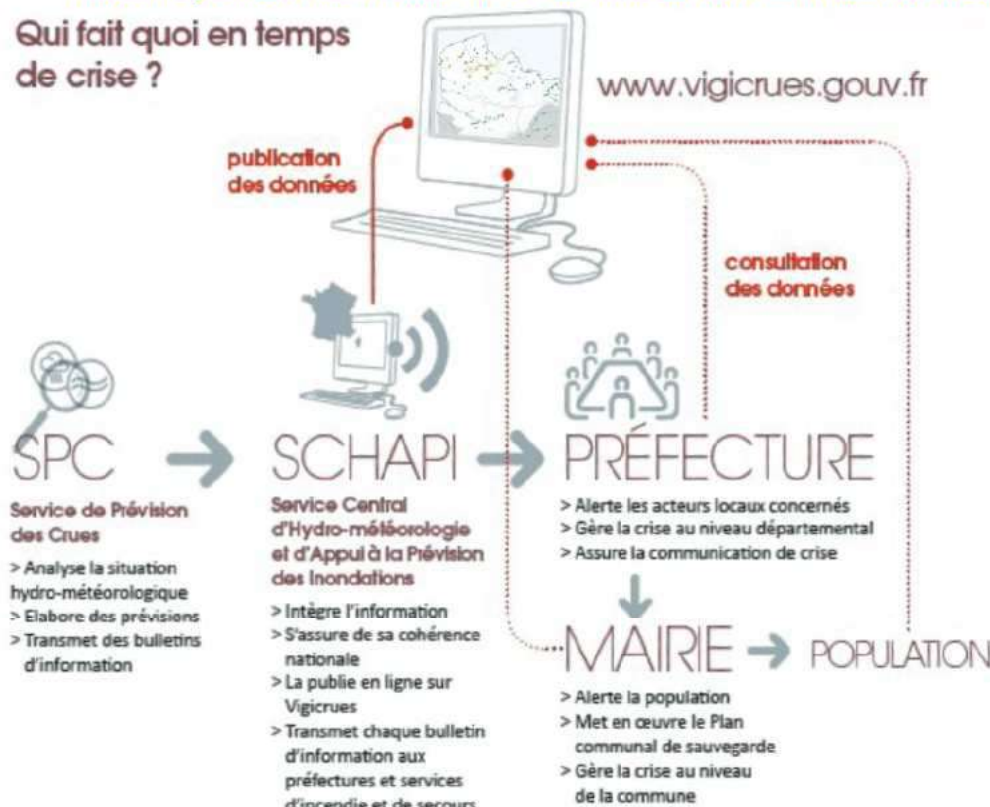 Qui fait quoi en temps
de crise ?
www.vigicrues.gouv.fr
publication
des données
consultation
des données
SPC
Service de Prévision
des Crues
> Analyse la situation
hydro-météorologique
> Elabore des prévisions
> Transmet des bulletins
d'information
SCHAPI
Service Central
d'Hydro-météorologie
et d'Appui à la Prévision
des Inondations
> Intègre l'information
> S'assure de sa cohérence
nationale
> La publie en ligne sur
Vigicrues
> Transmet chaque bulletin
d'information aux
préfectures et services
d'incendie et de secours
PRÉFECTURE
> Alerte les acteurs locaux concernés
> Gère la crise au niveau départemental
> Assure la communication de crise
MAIRIE
> Alerte la population
> Met en œuvre le Plan
communal de sauvegarde
> Gère la crise au niveau
de la commune
POPULATION